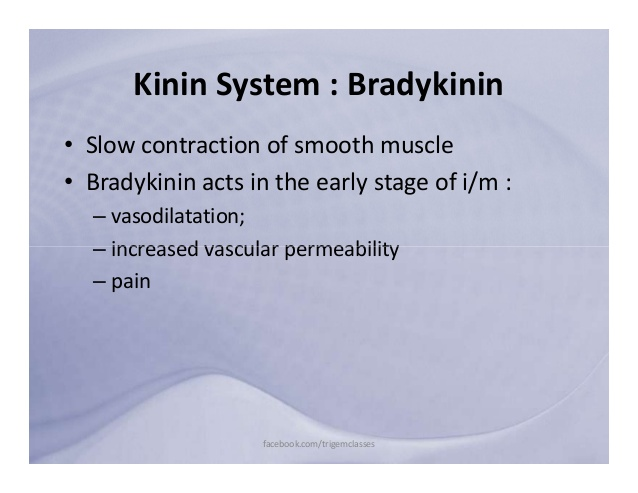 Kinin System : Bradykinin
• Slow contraction of smooth muscle
• Bradykinin acts in the early stage of i/m :
– vasodilatation;
– increased vascular permeability
– pain
facebook.com/trigemclasses